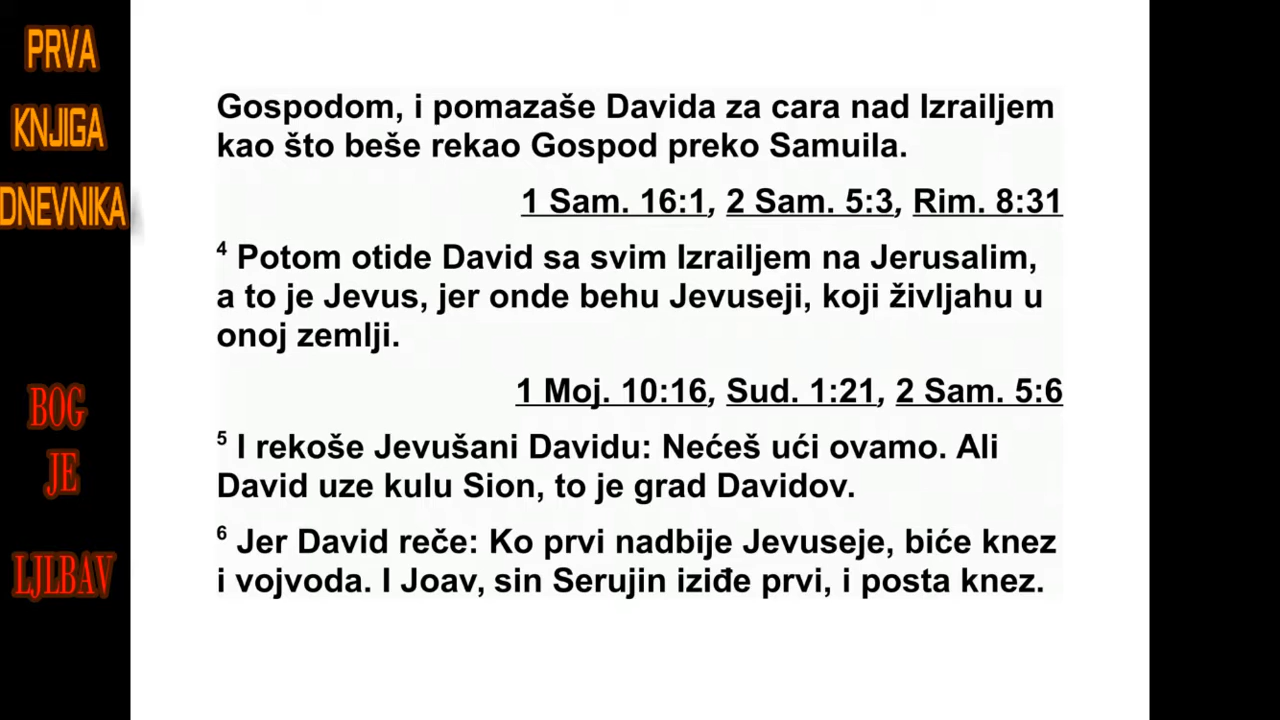 PRVA
KNJIGA
DNEVNIKA
BOG
JE
LJLBAV
Gospodom, i pomazaše Davida za cara nad Izrailjem
kao što beše rekao Gospod preko Samuila.
1 Sam. 16:1, 2 Sam. 5:3, Rim. 8:31
4 Potom otide David sa svim Izrailjem na Jerusalim,
a to je Jevus, jer onde behu Jevuseji, koji življahu u
onoj zemlji.
1 Moj. 10:16, Sud. 1:21, 2 Sam. 5:6
5 I rekoše Jevušani Davidu: Nećeš ući ovamo. Ali
David uze kulu Sion, to je grad Davidov.
6 Jer David reče: Ko prvi nadbije Jevuseje, biće knez
i vojvoda. I Joav, sin Serujin iziđe prvi, i posta knez.